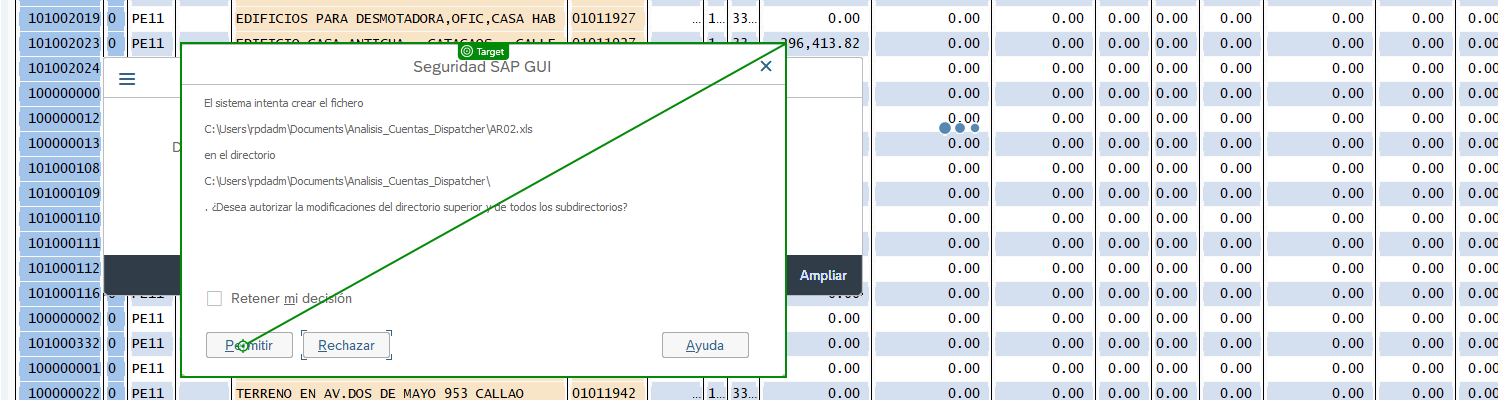 101002019 0 PE11 EDIFICIOS PARA DESMOTADORA,OFIC,CASA HAB 01011927 ... 1... 33... 0.00 0.00 0.00 0.00 0.00 0.00 0.00 0.00 0.00
101002023 0 PE11 396,413.82 0.00 0.00 0.00 0.00 0.00 0.00 0.00 0.00
Target
Seguridad SAP GUI
101002024 0.00 0.00 0.00 0.00 0.00 0.00 0.00 0.00
100000000 0.00 0.00 0.00 0.00 0.00 0.00 0.00 0.00
El sistema intenta crear el fichero
100000012 0.00 0.00 0.00 0.00 0.00 0.00 0.00 0.00
C:\Users\rpdadm\Documents\Analisis_Cuentas_Dispatcher\AR02.xls
100000013 D 0.00 0.00 0.00 0.00 0.00 0.00 0.00 0.00
en el directorio
101000108 0.00 0.00 0.00 0.00 0.00 0.00 0.00 0.00
C:\Users\rpdadm\Documents\Analisis_Cuentas_Dispatcher\
101000109 0.00 0.00 0.00 0.00 0.00 0.00 0.00 0.00
. ¿Desea autorizar la modificaciones del directorio superior y de todos los subdirectorios?
101000110 0.00 0.00 0.00 0.00 0.00 0.00 0.00 0.00
101000111 0.00 0.00 0.00 0.00 0.00 0.00 0.00 0.00
101000112 Ampliar 0.00 0.00 0.00 0.00 0.00 0.00 0.00 0.00
101000116 0 PE11 0.00 0.00 0.00 0.00 0.00 0.00 0.00 0.00 0.00
Retener mi decisión
100000002 0 PE11 0.00 0.00 0.00 0.00 0.00 0.00 0.00 0.00 0.00
101000332 0 PE11 0.00 0.00 0.00 0.00 0.00 0.00 0.00 0.00 0.00
Permitir Rechazar Ayuda
100000001 0 PE11 0.00 0.00 0.00 0.00 0.00 0.00 0.00 0.00 0.00
100000022 0 PE11 TERRENO EN AV.DOS DE MAYO 953 CALLAO 01011942 ... 1... 33... 0.00 0.00 0.00 0.00 0.00 0.00 0.00 0.00 0.00